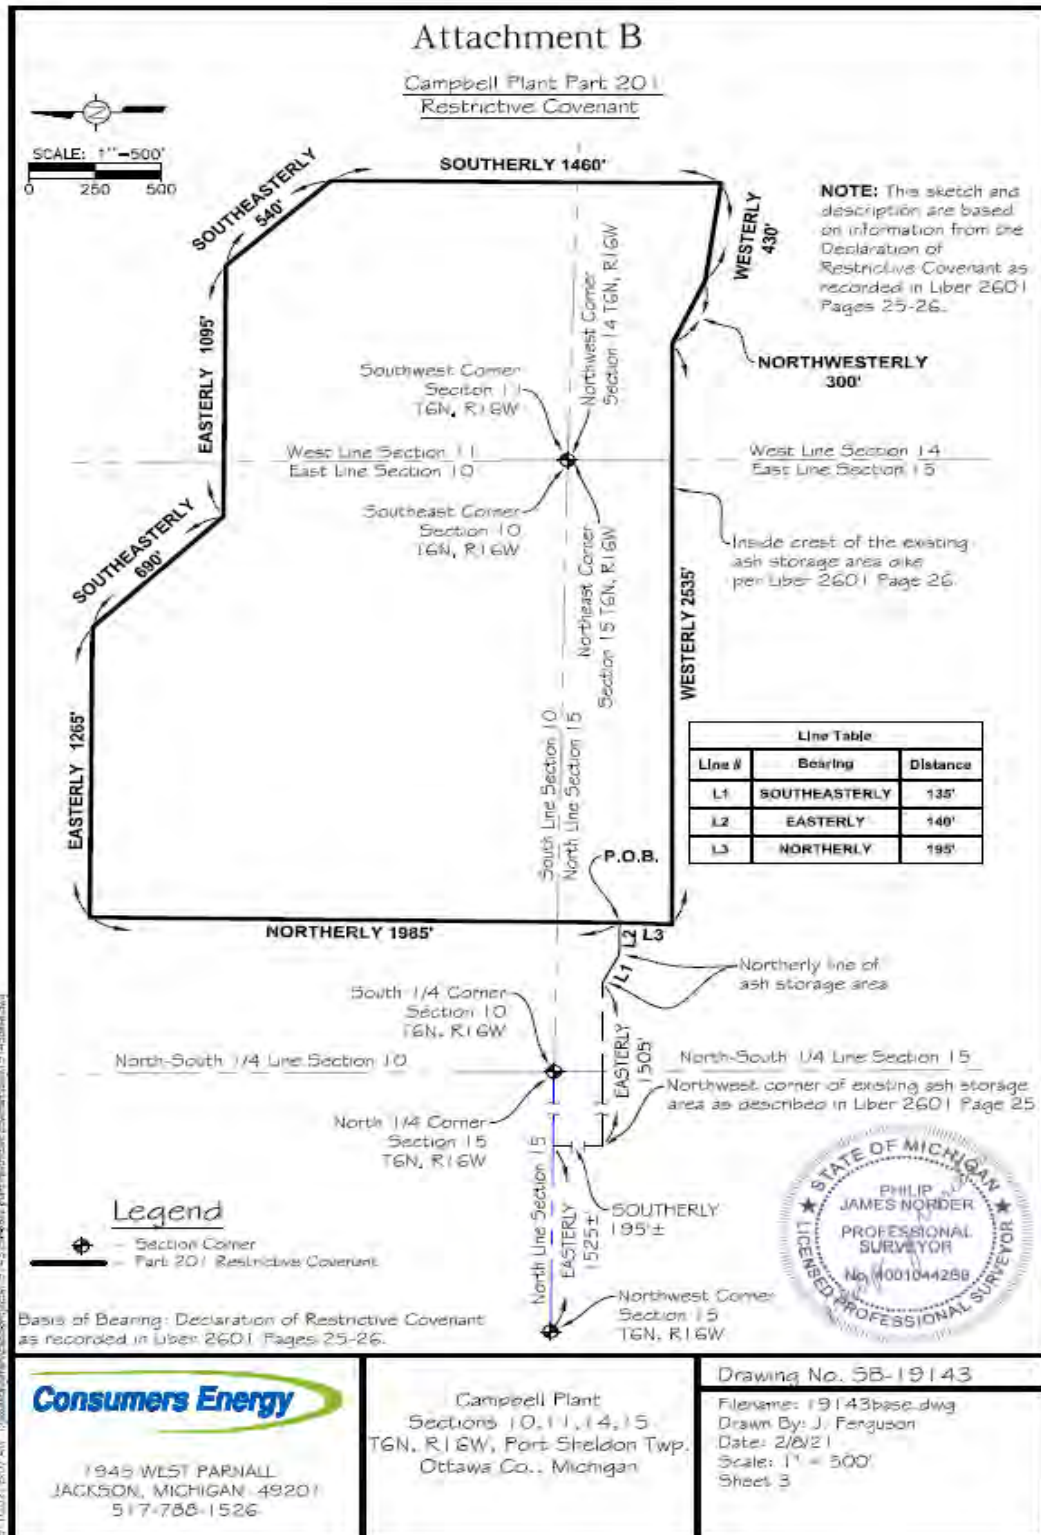 Attachment B
Campbell Plant Part 201
Restrictive Covenant
N
SCALE: 1"=500'
0 250 500
SOUTHEASTERLY
540'
SOUTHERLY 1460'
WESTERLY
430'
NOTE: This sketch and
description are based
on information from the
Declaration of
Restrictive Covenant as
recorded in Liber 2601
Pages 25-26.
NORTHWESTERLY
300'
EASTERLY 1095'
Southwest Corner
Seciton 11
T6N, R16W
Northwest Corner
Section 14 T6N, R16W
West Line Section 11
East Line Section 10
West Line Section 14
East Line Section 15
Southeast Corner
Section 10
T6N, R16W
Northeast Corner
Section 15 T6N, R16W
SOUTHEASTERLY
690'
Inside crest of the existing
ash storage area dike
per Liber 2601 Page 26
WESTERLY 2535'
EASTERLY 1265'
South Line Section 10
North Line Section 15
Line Table
Line # Bearing Distance
L1 SOUTHEASTERLY 135'
L2 EASTERLY 140'
L3 NORTHERLY 195'
P.O.B.
NORTHERLY 1985'
L2 L3
L1
Northerly line of
ash storage area
South 1/4 Corner
Section 10
T6N, R16W
EASTERLY
1505'
North-South 1/4 Line Section 10
North-South 1/4 Line Section 15
Northwest corner of existing ash storage
area as described in Liber 2601 Page 25
North 1/4 Corner
Section 15
T6N, R16W
North Line Section 15
EASTERLY
1525'±
SOUTHERLY
195'±
STATE OF MICHIGAN
PHILIP
JAMES NORDER
PROFESSIONAL
SURVEYOR
No. 4001044289
LICENSED PROFESSIONAL SURVEYOR
Legend
- Section Corner
- Part 201 Restrictive Covenant
Northwest Corner
Section 15
T6N, R16W
Basis of Bearing: Declaration of Restrictive Covenant
as recorded in Liber 2601 Pages 25-26.
Consumers Energy
1945 WEST PARNALL
JACKSON, MICHIGAN 49201
517-788-1526
Campbell Plant
Sections 10,11,14,15
T6N, R16W, Port Sheldon Twp.
Ottawa Co., Michigan
Drawing No. SB-19143
Filename: 19143base.dwg
Drawn By: J. Ferguson
Date: 2/8/21
Scale: 1" = 500'
Sheet 3